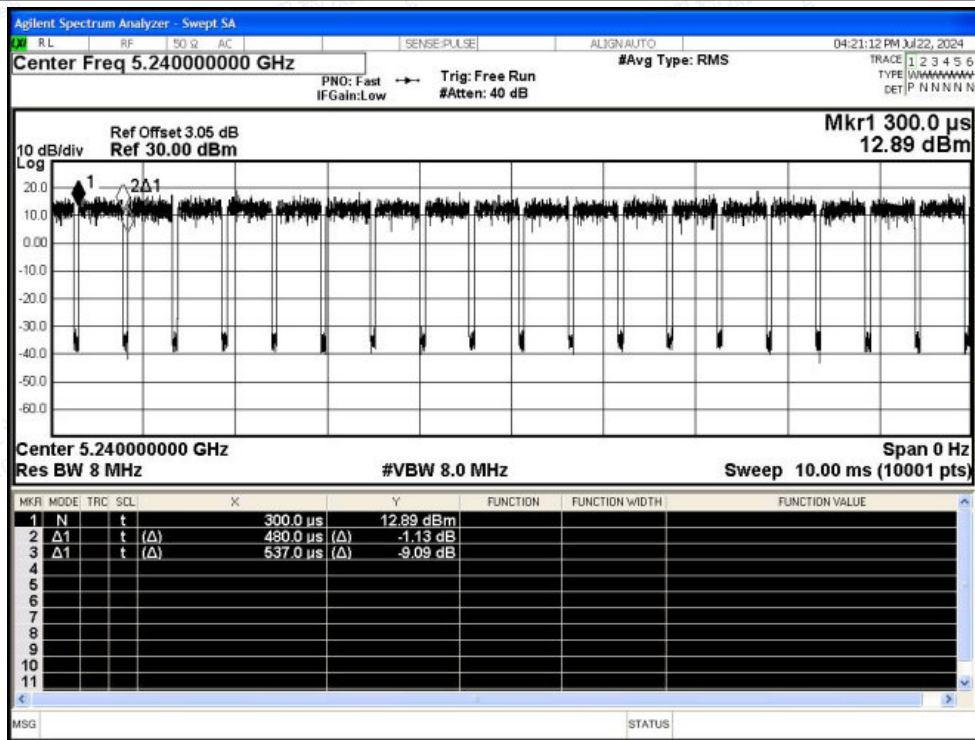 Agilent Spectrum Analyzer - Swept SA
LXI RL RF 50 Ω AC SENSE:PULSE ALIGNAUTO 04:21:12 PM Jul 22, 2024
Center Freq 5.240000000 GHz
#Avg Type: RMS
TRACE 1 2 3 4 5 6
PNO: Fast Trig: Free Run
TYPE WWWWWW
IFGain:Low #Atten: 40 dB
DET P N N N N N
Mkr1 300.0 µs
12.89 dBm
Ref Offset 3.05 dB
10 dB/div Ref 30.00 dBm
Log
1
2Δ1
20.0
10.0
0.00
-10.0
-20.0
-30.0
-40.0
-50.0
-60.0
Center 5.240000000 GHz Span 0 Hz
Res BW 8 MHz #VBW 8.0 MHz Sweep 10.00 ms (10001 pts)
MKR MODE TRC SCL X Y FUNCTION FUNCTION WIDTH FUNCTION VALUE
1 N t 300.0 µs 12.89 dBm
2 Δ1 t (Δ) 480.0 µs (Δ) -1.13 dB
3 Δ1 t (Δ) 537.0 µs (Δ) -9.09 dB
4
5
6
7
8
9
10
11
MSG STATUS